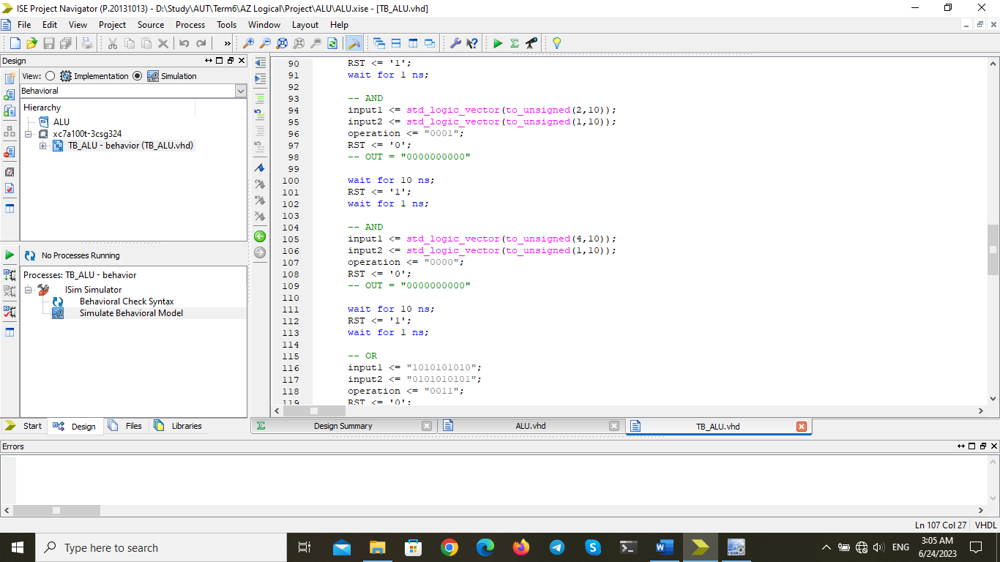 ISE Project Navigator (P.20131013) - D:\Study\AUT\Term6\AZ Logical\Project\ALU\ALU.xise - [TB_ALU.vhd]
File Edit View Project Source Process Tools Window Layout Help
»
Design
View: Implementation Simulation
Behavioral
Hierarchy
ALU
xc7a100t-3csg324
TB_ALU - behavior (TB_ALU.vhd)
No Processes Running
Processes: TB_ALU - behavior
ISim Simulator
Behavioral Check Syntax
Simulate Behavioral Model
Start Design Files Libraries
90 RST <= '1';
91 wait for 1 ns;
92
93 -- AND
94 input1 <= std_logic_vector(to_unsigned(2,10));
95 input2 <= std_logic_vector(to_unsigned(1,10));
96 operation <= "0001";
97 RST <= '0';
98 -- OUT = "0000000000"
99
100 wait for 10 ns;
101 RST <= '1';
102 wait for 1 ns;
103
104 -- AND
105 input1 <= std_logic_vector(to_unsigned(4,10));
106 input2 <= std_logic_vector(to_unsigned(1,10));
107 operation <= "0000";
108 RST <= '0';
109 -- OUT = "0000000000"
110
111 wait for 10 ns;
112 RST <= '1';
113 wait for 1 ns;
114
115 -- OR
116 input1 <= "1010101010";
117 input2 <= "0101010101";
118 operation <= "0011";
119 RST <= '0';
Design Summary ALU.vhd TB_ALU.vhd
Errors
Ln 107 Col 27 VHDL
Type here to search
ENG
3:05 AM
6/24/2023